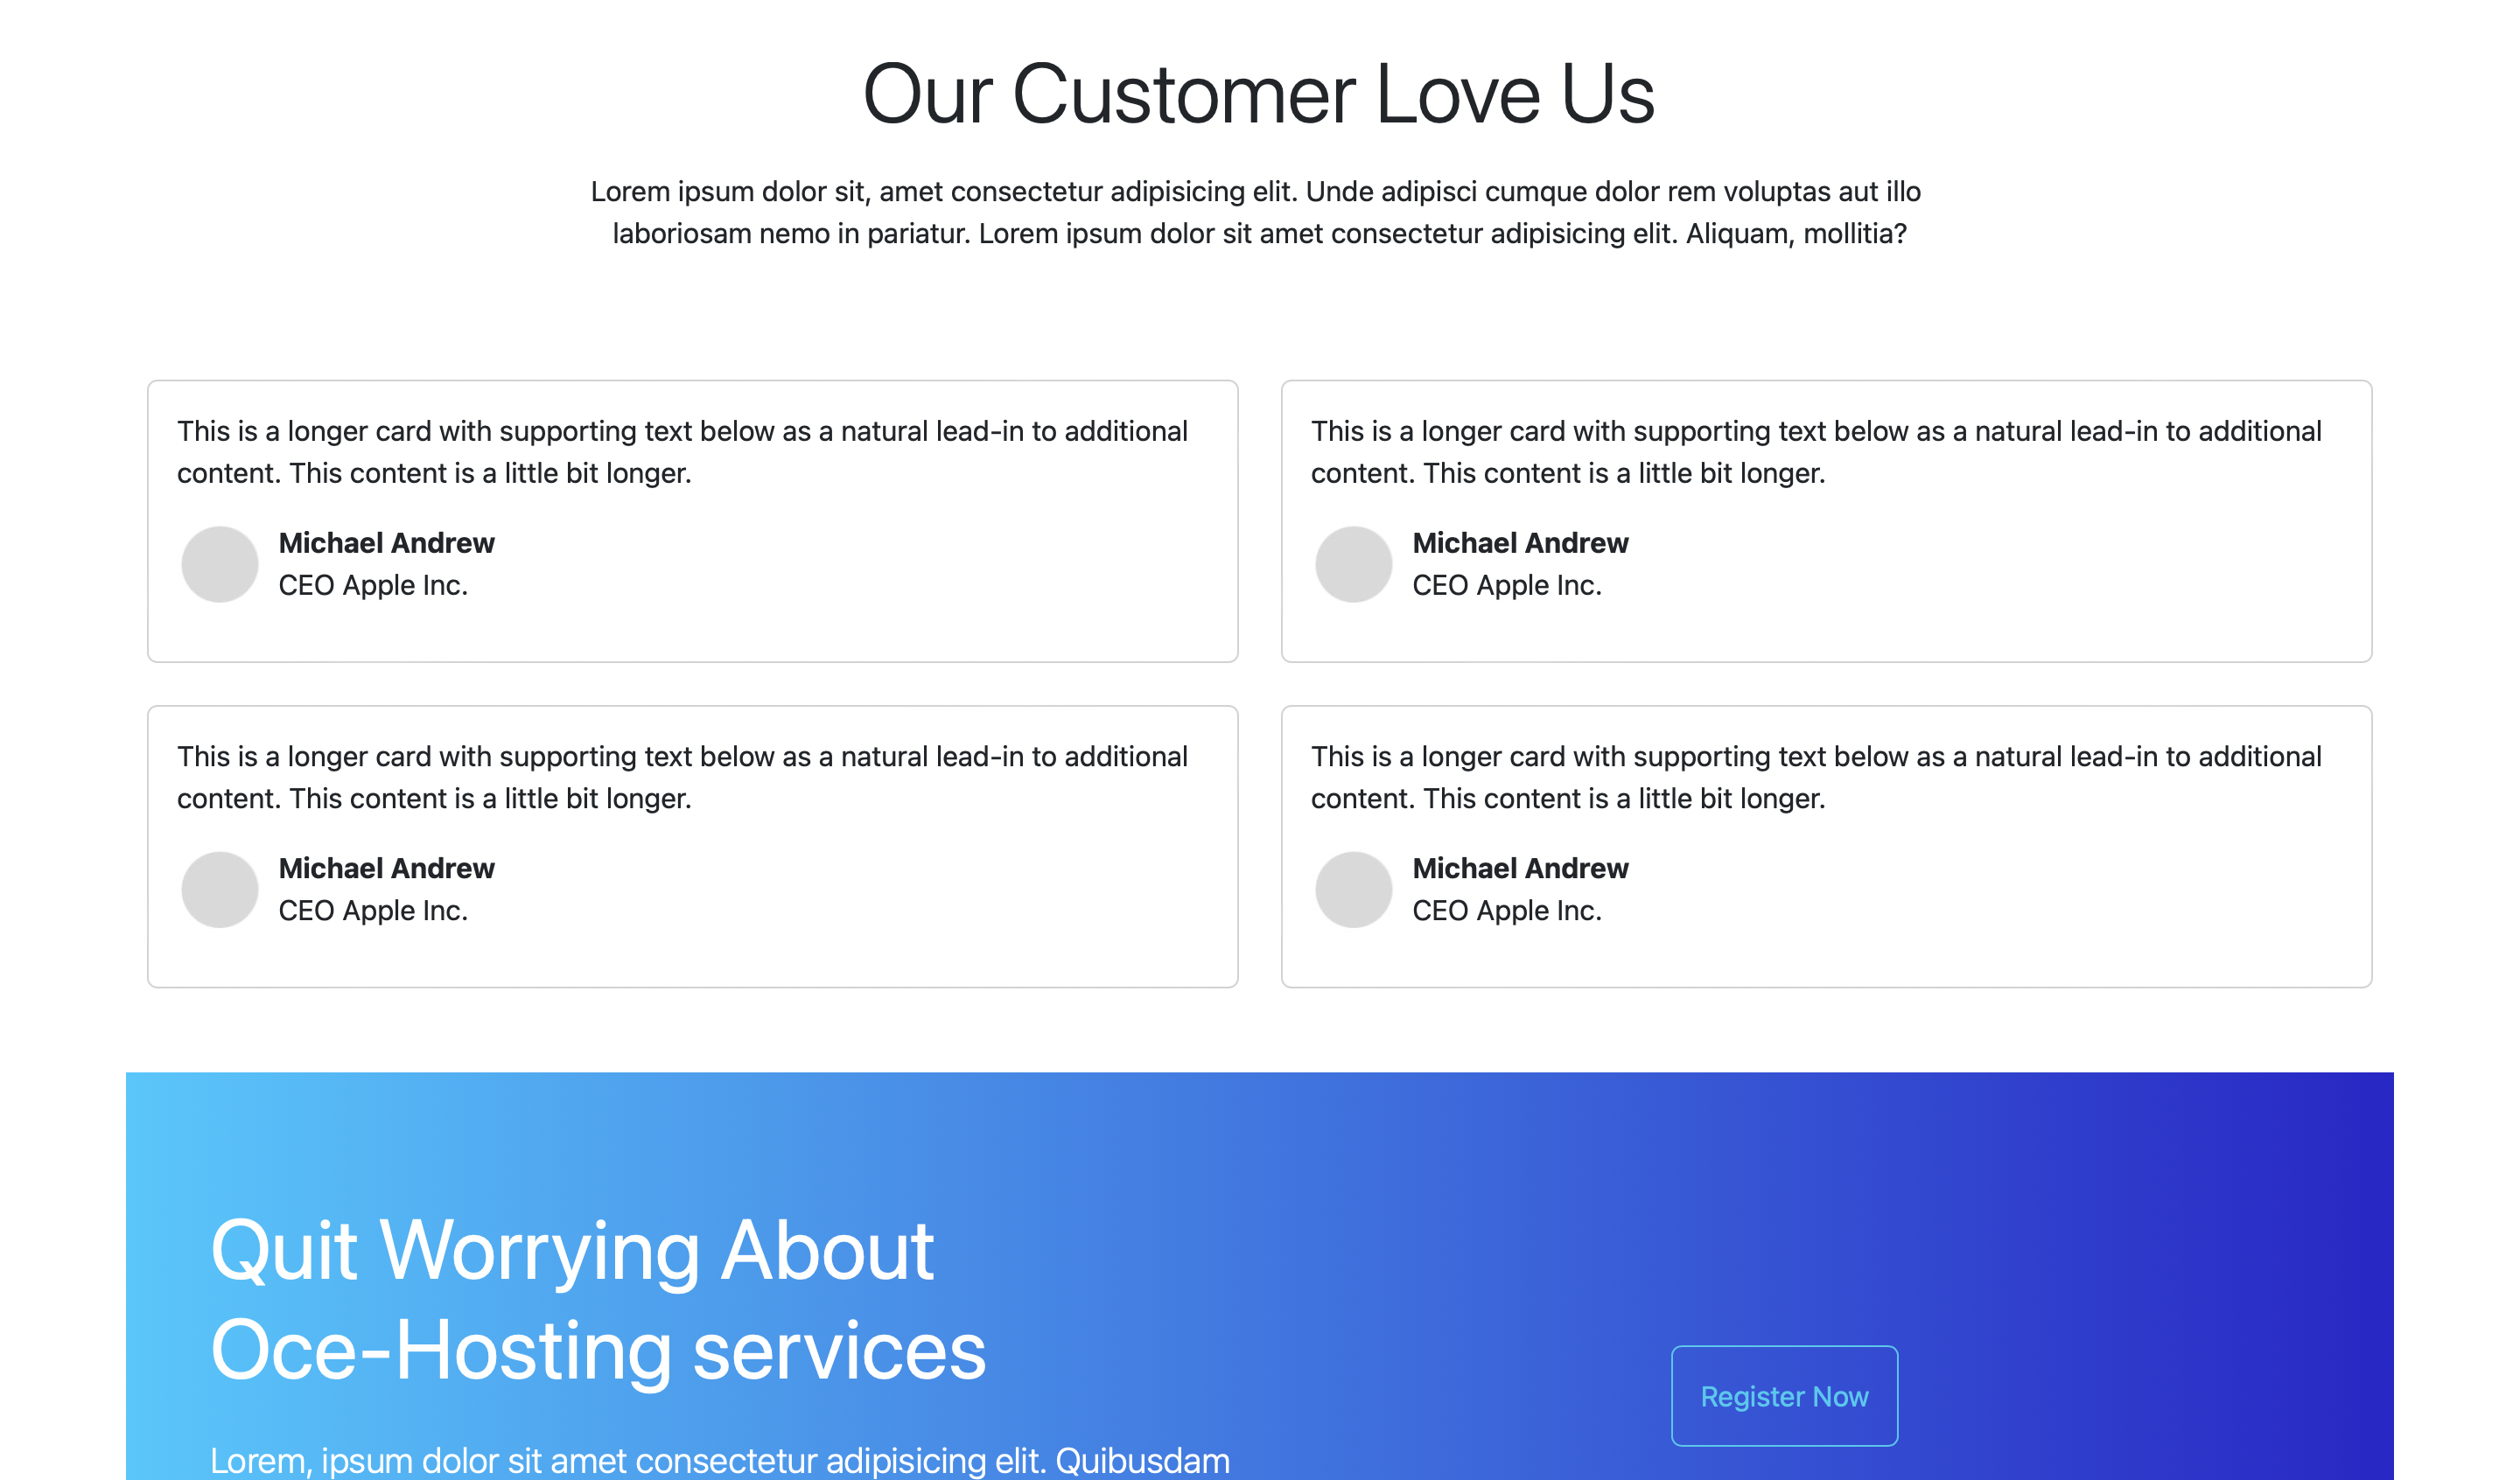 Our Customer Love Us
Lorem ipsum dolor sit, amet consectetur adipisicing elit. Unde adipisci cumque dolor rem voluptas aut illo
laboriosam nemo in pariatur. Lorem ipsum dolor sit amet consectetur adipisicing elit. Aliquam, mollitia?
This is a longer card with supporting text below as a natural lead-in to additional
content. This content is a little bit longer.
Michael Andrew
CEO Apple Inc.
This is a longer card with supporting text below as a natural lead-in to additional
content. This content is a little bit longer.
Michael Andrew
CEO Apple Inc.
This is a longer card with supporting text below as a natural lead-in to additional
content. This content is a little bit longer.
Michael Andrew
CEO Apple Inc.
This is a longer card with supporting text below as a natural lead-in to additional
content. This content is a little bit longer.
Michael Andrew
CEO Apple Inc.
Quit Worrying About
Oce-Hosting services
Lorem, ipsum dolor sit amet consectetur adipisicing elit. Quibusdam
Register Now